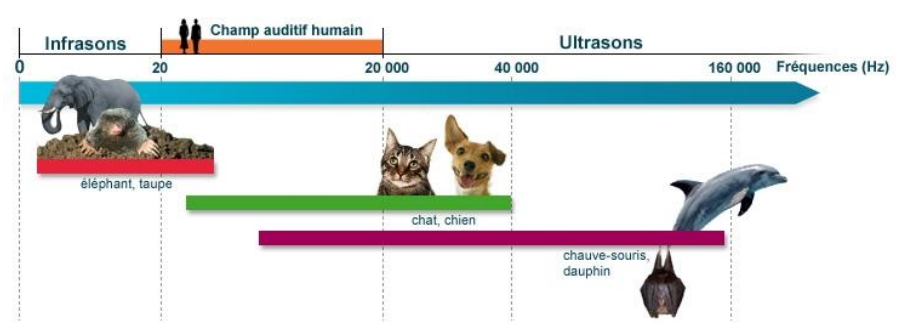 Champ auditif humain
Infrasons
Ultrasons
0
20
20 000
40 000
160 000
Fréquences (Hz)
éléphant, taupe
chat, chien
chauve-souris,
dauphin